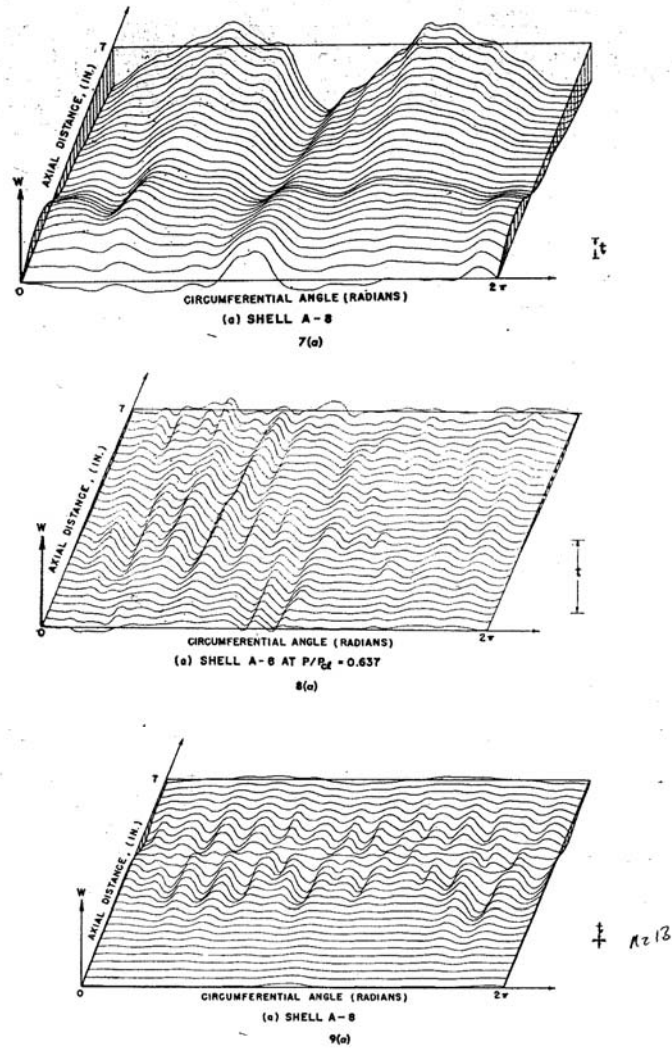 7
AXIAL DISTANCE, (IN.)
W
t
0
2π
CIRCUMFERENTIAL ANGLE (RADIANS)
(a) SHELL A-8
7(a)
7
AXIAL DISTANCE, (IN.)
W
t
0
2π
CIRCUMFERENTIAL ANGLE (RADIANS)
(a) SHELL A-8 AT P/Pcl = 0.637
8(a)
7
AXIAL DISTANCE, (IN.)
W
t
n=13
0
2π
CIRCUMFERENTIAL ANGLE (RADIANS)
(a) SHELL A-8
9(a)